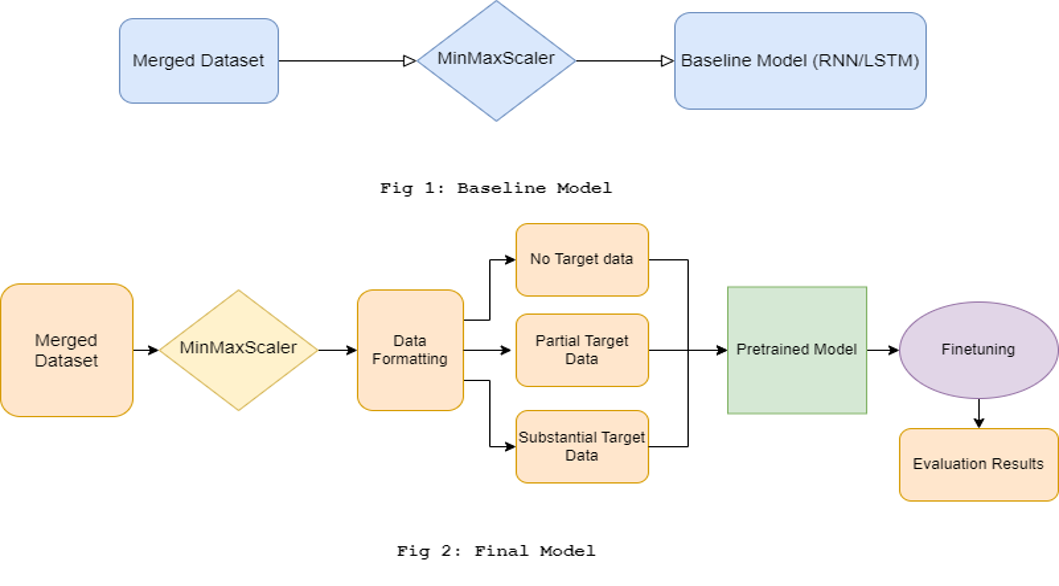 Merged Dataset
MinMaxScaler
Baseline Model (RNN/LSTM)
Fig 1: Baseline Model
Merged
Dataset
MinMaxScaler
Data
Formatting
No Target data
Partial Target
Data
Substantial Target
Data
Pretrained Model
Finetuning
Evaluation Results
Fig 2: Final Model